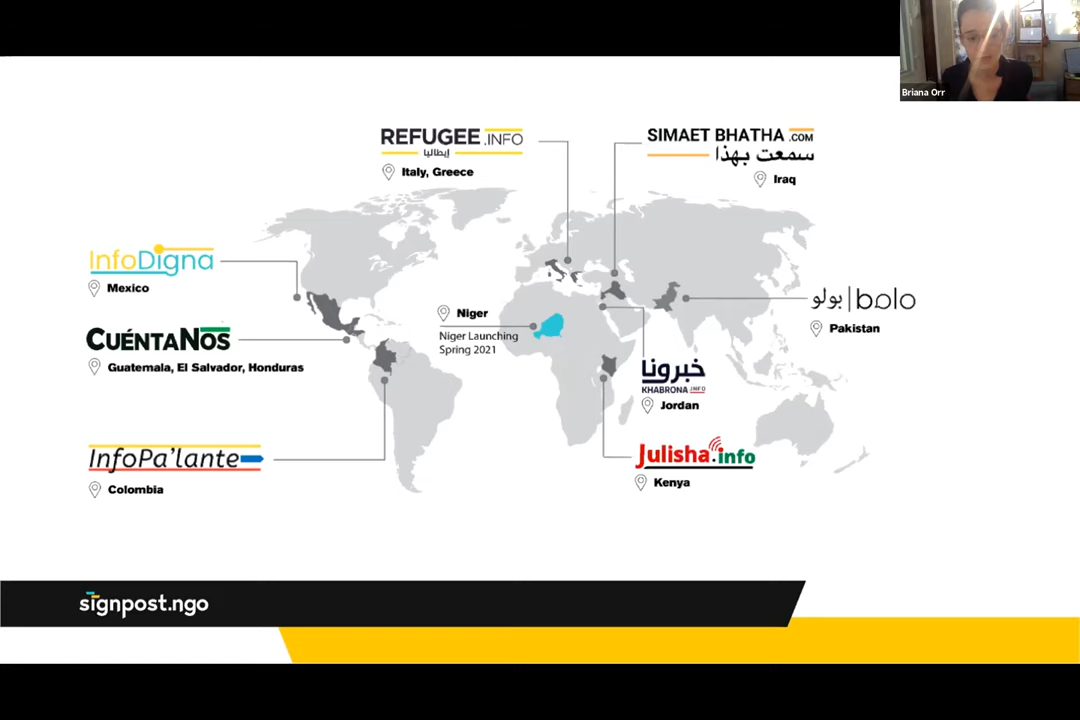 Briana Orr
REFUGEE.INFO
إيطاليا
Italy, Greece
SIMAET BHATHA .COM
سمعت بهذا
Iraq
InfoDigna
Mexico
CUÉNTANOS
Guatemala, El Salvador, Honduras
Niger
Niger Launching
Spring 2021
بولو|bolo
Pakistan
خبرونا
KHABRONA.INFO
Jordan
InfoPa'lante
Colombia
Julisha.info
Kenya
signpost.ngo